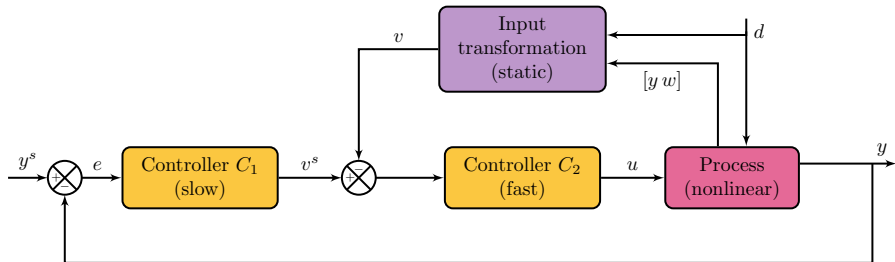 Input
transformation
(static)
v
d
[y w]
y^s
e
Controller C_1
(slow)
v^s
Controller C_2
(fast)
u
Process
(nonlinear)
y
+
−
+
−